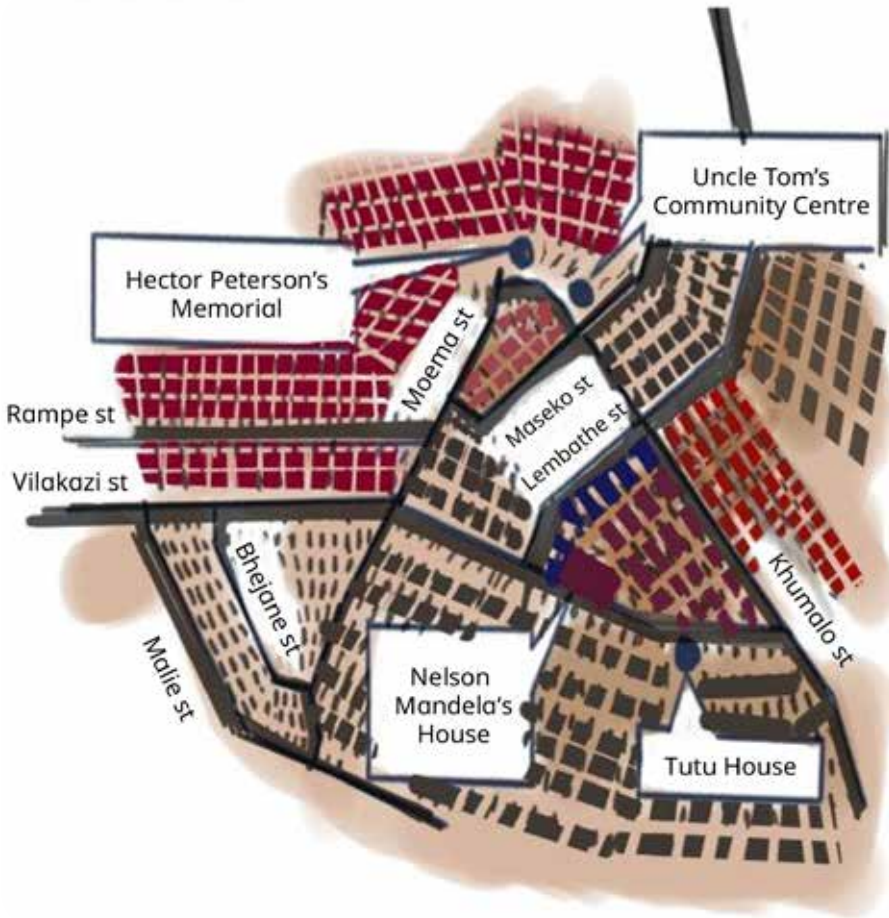 Uncle Tom's
Community Centre
Hector Peterson's
Memorial
Moema st
Rampe st
Maseko st
Lembathe st
Vilakazi st
Bhejane st
Khumalo st
Malie st
Nelson
Mandela's
House
Tutu House